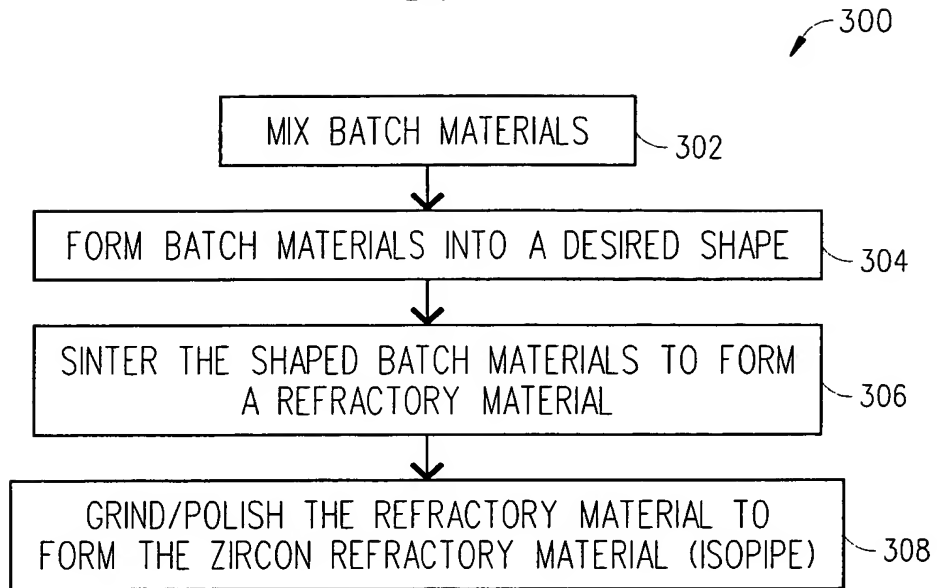 300
MIX BATCH MATERIALS
302
FORM BATCH MATERIALS INTO A DESIRED SHAPE
304
SINTER THE SHAPED BATCH MATERIALS TO FORM
A REFRACTORY MATERIAL
306
GRIND/POLISH THE REFRACTORY MATERIAL TO
FORM THE ZIRCON REFRACTORY MATERIAL (ISOPIPE)
308